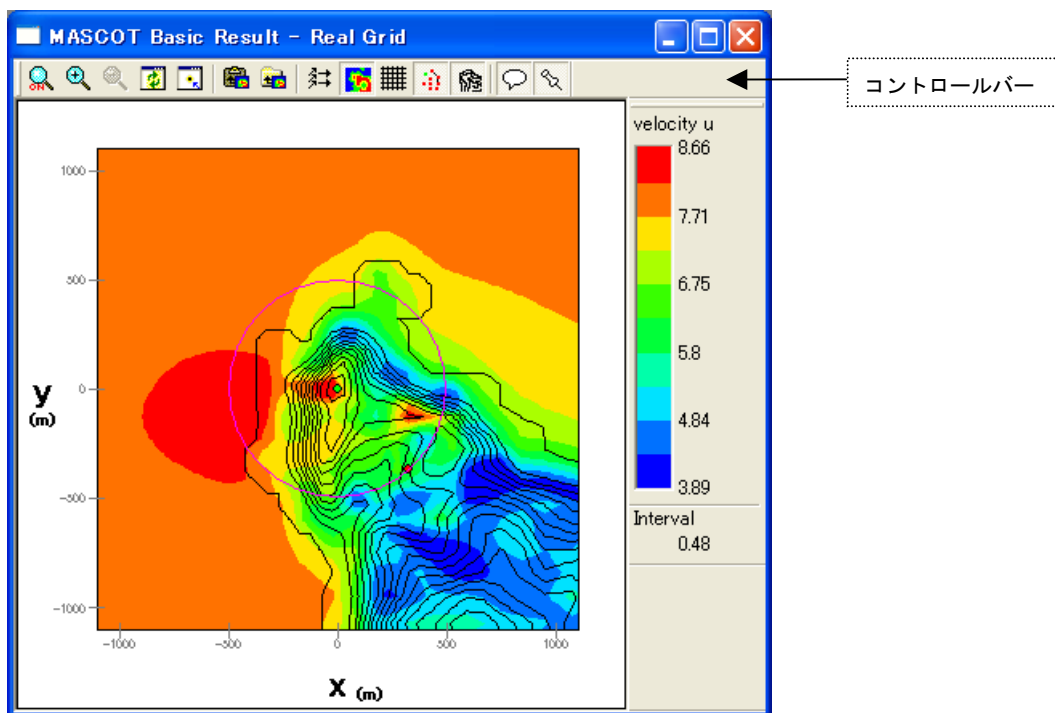 MASCOT Basic Result - Real Grid
ON
コントロールバー
velocity u
8.66
7.71
6.75
5.8
4.84
3.89
Interval
0.48
1000
500
0
-500
-1000
y
(m)
-1000
-500
0
500
1000
x (m)